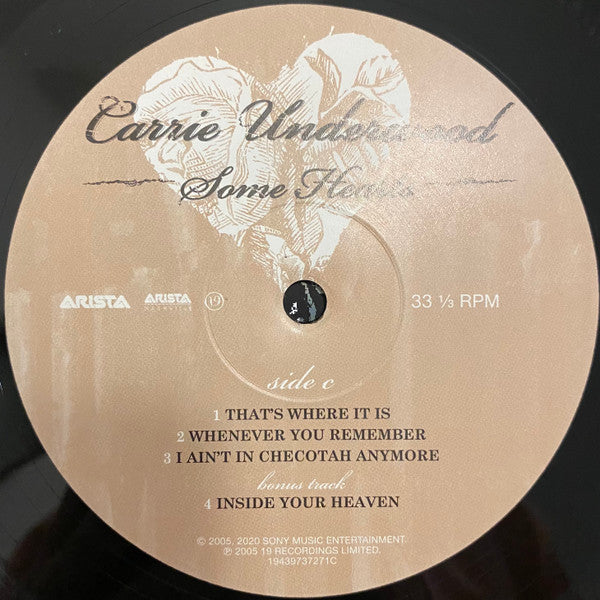 Carrie Underwood
Some Hearts
ARISTA
ARISTA
NASHVILLE
19
33 ⅓ RPM
side c
1 THAT'S WHERE IT IS
2 WHENEVER YOU REMEMBER
3 I AIN'T IN CHECOTAH ANYMORE
bonus track
4 INSIDE YOUR HEAVEN
© 2005, 2020 SONY MUSIC ENTERTAINMENT.
℗ 2005 19 RECORDINGS LIMITED.
19439737271C